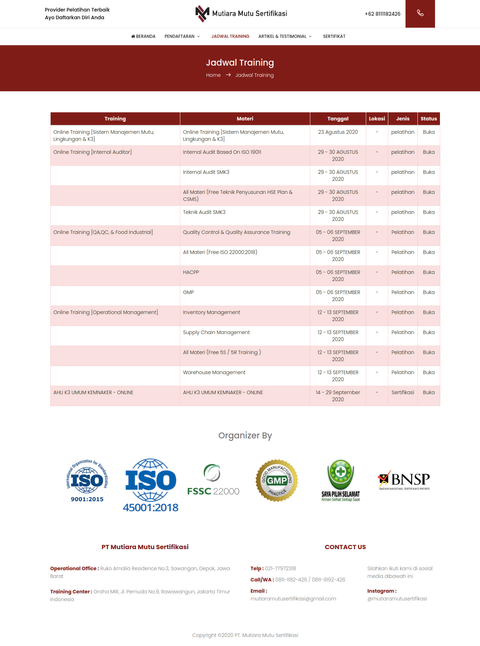 Provider Pelatihan Terbaik
Ayo Daftarkan Diri Anda
Mutiara Mutu Sertifikasi
+62 8111182426
BERANDA PENDAFTARAN JADWAL TRAINING ARTIKEL & TESTIMONIAL SERTIFIKAT
Jadwal Training
Home → Jadwal Training
Training Materi Tanggal Lokasi Jenis Status
Online Training [Sistem Manajemen Mutu, Lingkungan & K3] Online Training [Sistem Manajemen Mutu, Lingkungan & K3] 23 Agustus 2020 - pelatihan Buka
Online Training [Internal Auditor] Internal Audit Based On ISO 19011 29 - 30 AGUSTUS 2020 - pelatihan Buka
Internal Audit SMK3 29 - 30 AGUSTUS 2020 - pelatihan Buka
All Materi (Free Teknik Penyusunan HSE Plan & CSMS) 29 - 30 AGUSTUS 2020 - pelatihan Buka
Teknik Audit SMK3 29 - 30 AGUSTUS 2020 - pelatihan Buka
Online Training [QA,QC, & Food Industrial] Quality Control & Quality Assurance Training 05 - 06 SEPTEMBER 2020 - Pelatihan Buka
All Materi (Free ISO 22000:2018) 05 - 06 SEPTEMBER 2020 - Pelatihan Buka
HACPP 05 - 06 SEPTEMBER 2020 - Pelatihan Buka
GMP 05 - 06 SEPTEMBER 2020 - Pelatihan Buka
Online Training [Operational Management] Inventory Management 12 - 13 SEPTEMBER 2020 - Pelatihan Buka
Supply Chain Management 12 - 13 SEPTEMBER 2020 - Pelatihan Buka
All Materi (Free 5S / 5R Training ) 12 - 13 SEPTEMBER 2020 - Pelatihan Buka
Warehouse Management 12 - 13 SEPTEMBER 2020 - Pelatihan Buka
AHLI K3 UMUM KEMNAKER - ONLINE AHLI K3 UMUM KEMNAKER - ONLINE 14 - 29 September 2020 - Sertifikasi Buka
Organizer By
ISO
9001:2015
ISO
45001:2018
FSSC 22000
GOOD MANUFACTURING
GMP
PRACTICE
SAYA PILIH SELAMAT
BNSP
PT Mutiara Mutu Sertifikasi
Operational Office : Ruko Amalia Residence No.3, Sawangan, Depok, Jawa Barat
Training Center : Graha MMI, Jl. Pemuda No.9, Rawamangun, Jakarta Timur Indonesia
CONTACT US
Telp :
Call/WA : 0811-1182-426 /
Email :
mutiaramutusertifikasi@gmail.com
Silahkan ikuti kami di sosial media dibawah ini
Instagram :
@mutiaramutusertifikasi
Copyright ©2020 PT. Mutiara Mutu Sertifikasi